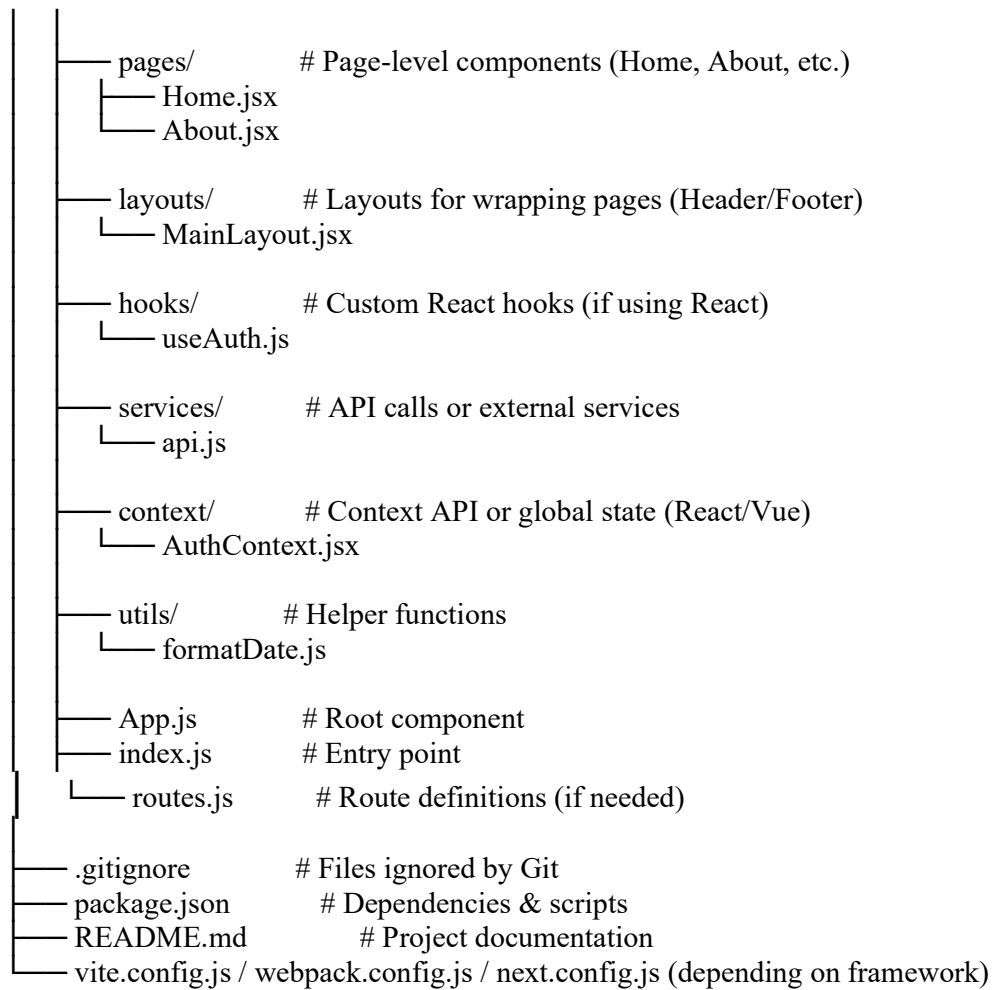 │   │
│   ├── pages/ # Page-level components (Home, About, etc.)
│   │   ├── Home.jsx
│   │   └── About.jsx
│   │
│   ├── layouts/ # Layouts for wrapping pages (Header/Footer)
│   │   └── MainLayout.jsx
│   │
│   ├── hooks/ # Custom React hooks (if using React)
│   │   └── useAuth.js
│   │
│   ├── services/ # API calls or external services
│   │   └── api.js
│   │
│   ├── context/ # Context API or global state (React/Vue)
│   │   └── AuthContext.jsx
│   │
│   ├── utils/ # Helper functions
│   │   └── formatDate.js
│   │
│   ├── App.js # Root component
│   ├── index.js # Entry point
│   └── routes.js # Route definitions (if needed)
│
├── .gitignore # Files ignored by Git
├── package.json # Dependencies & scripts
├── README.md # Project documentation
└── vite.config.js / webpack.config.js / next.config.js (depending on framework)